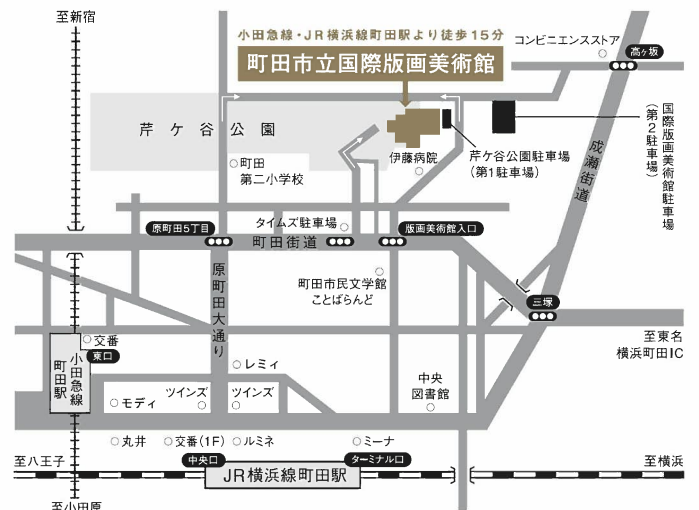 至新宿
小田急線・JR横浜線町田駅より徒歩15分
町田市立国際版画美術館
コンビニエンスストア
高ヶ坂
芹ケ谷公園
伊藤病院
芹ケ谷公園駐車場
(第1駐車場)
国際版画美術館駐車場
(第2駐車場)
成瀬街道
町田
第二小学校
原町田5丁目
タイムズ駐車場
版画美術館入口
町田街道
原町田大通り
町田市民文学館
ことばらんど
三塚
至東名
横浜町田IC
交番
東口
小田急線
町田駅
レミィ
ツインズ
ツインズ
モディ
中央
図書館
丸井
交番(1F)
ルミネ
ミーナ
至八王子
中央口
ターミナル口
至横浜
JR横浜線町田駅
至小田原